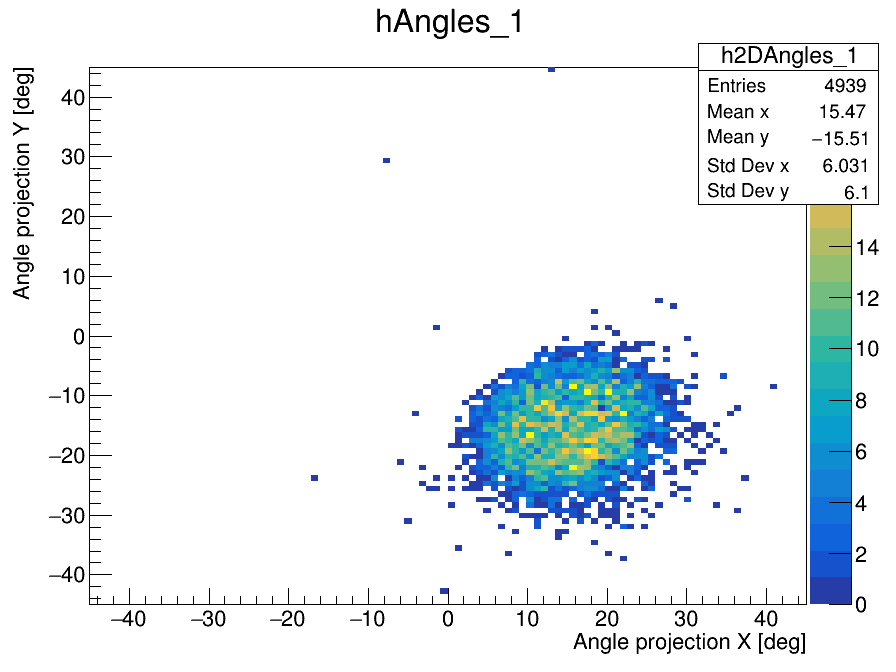 hAngles_1
h2DAngles_1
Entries 4939
Mean x 15.47
Mean y −15.51
Std Dev x 6.031
Std Dev y 6.1
Angle projection Y [deg]
40
30
20
10
0
−10
−20
−30
−40
−40 −30 −20 −10 0 10 20 30 40
Angle projection X [deg]
14
12
10
8
6
4
2
0